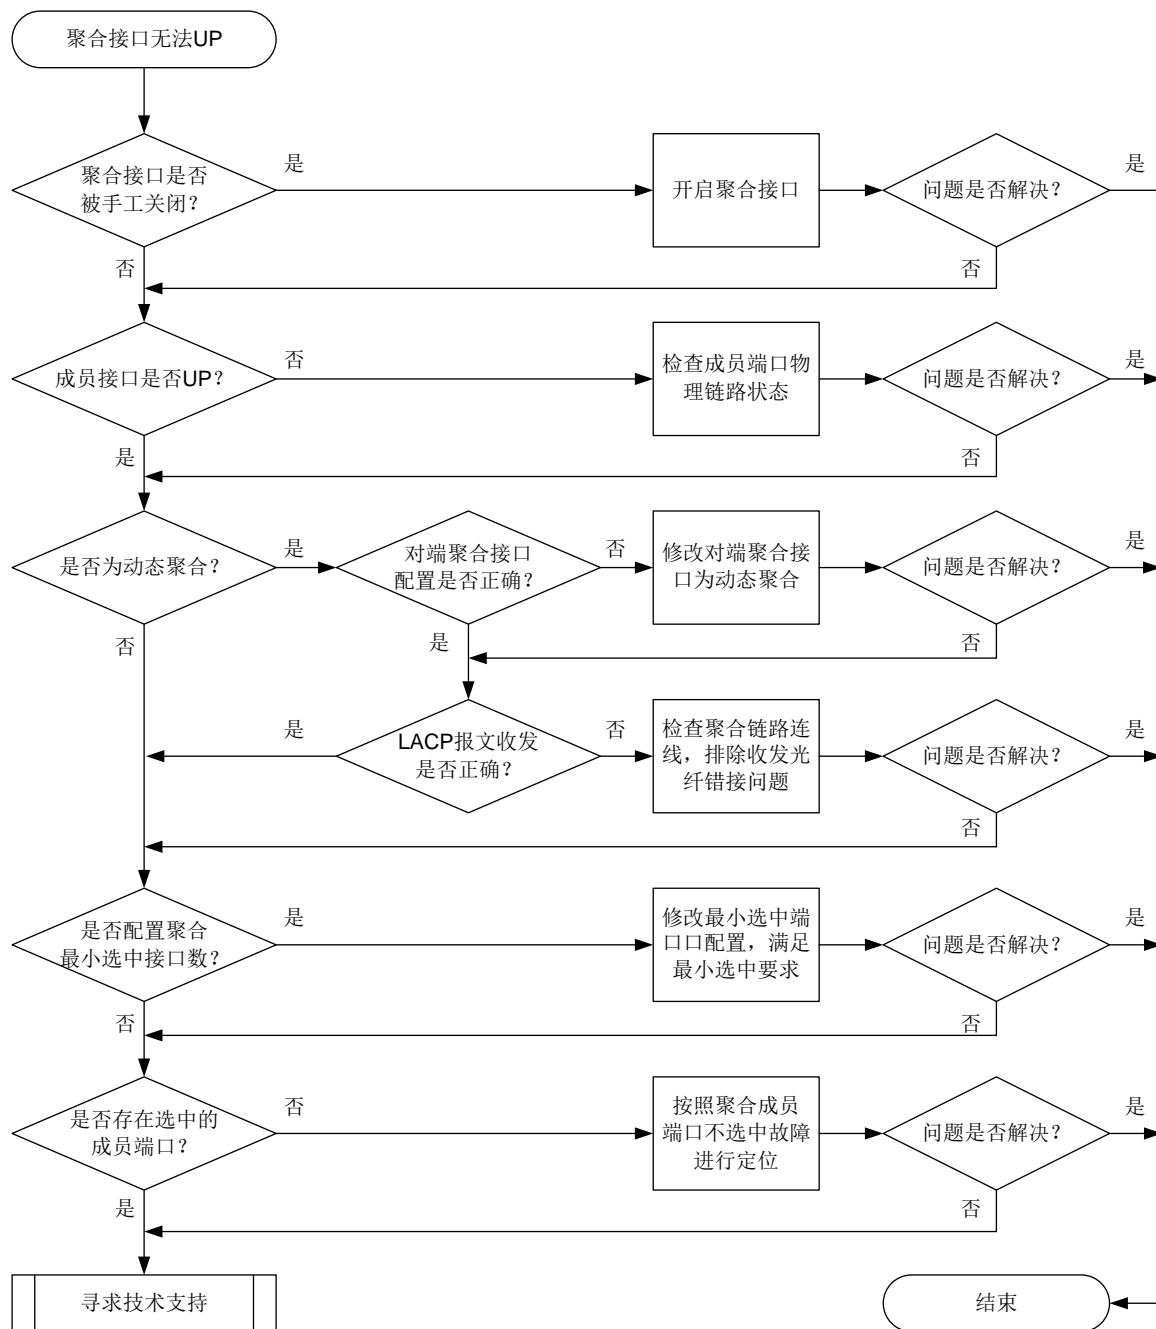 聚合接口无法UP
聚合接口是否
被手工关闭？
是
开启聚合接口
问题是否解决？
是
否
否
成员接口是否UP？
否
检查成员端口物
理链路状态
问题是否解决？
是
是
否
是否为动态聚合？
是
对端聚合接口
配置是否正确？
否
修改对端聚合接
口为动态聚合
问题是否解决？
是
否
是
否
是
LACP报文收发
是否正确？
否
检查聚合链路连
线，排除收发光
纤错接问题
问题是否解决？
是
否
是否配置聚合
最小选中接口数？
是
修改最小选中端
口口配置，满足
最小选中要求
问题是否解决？
是
否
否
是否存在选中的
成员端口？
否
按照聚合成员
端口不选中故障
进行定位
问题是否解决？
是
是
否
寻求技术支持
结束